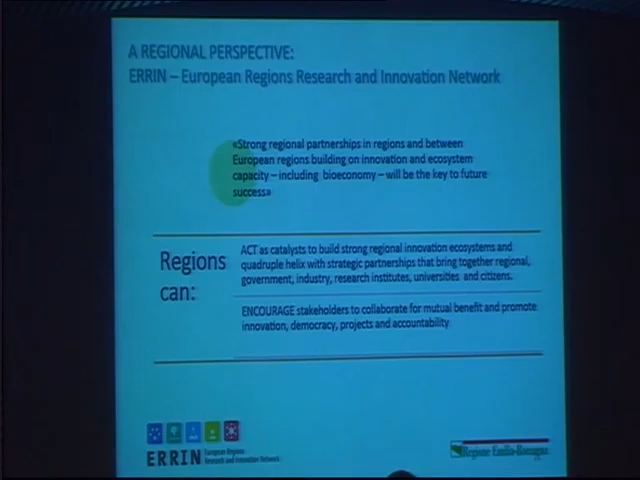 A REGIONAL PERSPECTIVE:
ERRIN – European Regions Research and Innovation Network
«Strong regional partnerships in regions and between
European regions building on innovation and ecosystem
capacity – including bioeconomy – will be the key to future
success»
Regions
can:
ACT as catalysts to build strong regional innovation ecosystems and
quadruple helix with strategic partnerships that bring together regional,
government, industry, research institutes, universities and citizens.
ENCOURAGE stakeholders to collaborate for mutual benefit and promote
innovation, democracy, projects and accountability
ERRIN
European Regions
Research and Innovation Network
Regione Emilia-Romagna